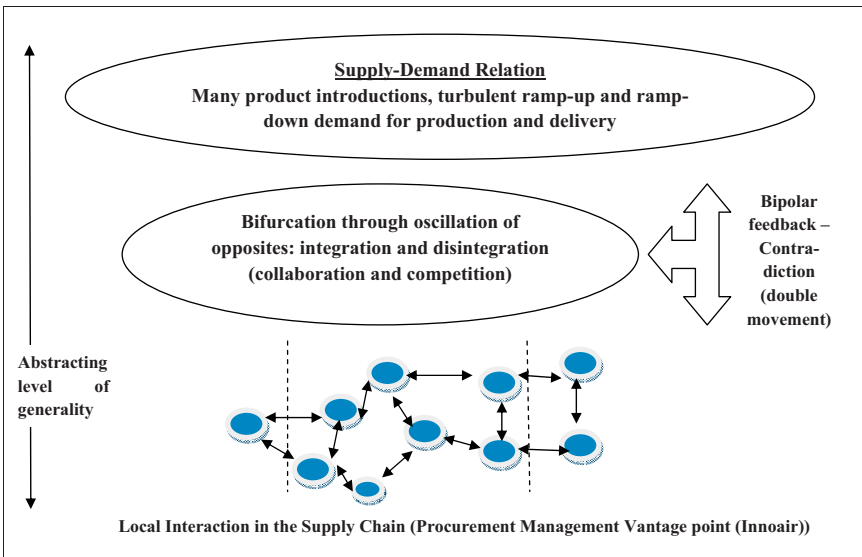 Supply-Demand Relation
Many product introductions, turbulent ramp-up and ramp-
down demand for production and delivery
Bifurcation through oscillation of
opposites: integration and disintegration
(collaboration and competition)
Bipolar
feedback –
Contra-
diction
(double
movement)
Abstracting
level of
generality
Local Interaction in the Supply Chain (Procurement Management Vantage point (Innoair))